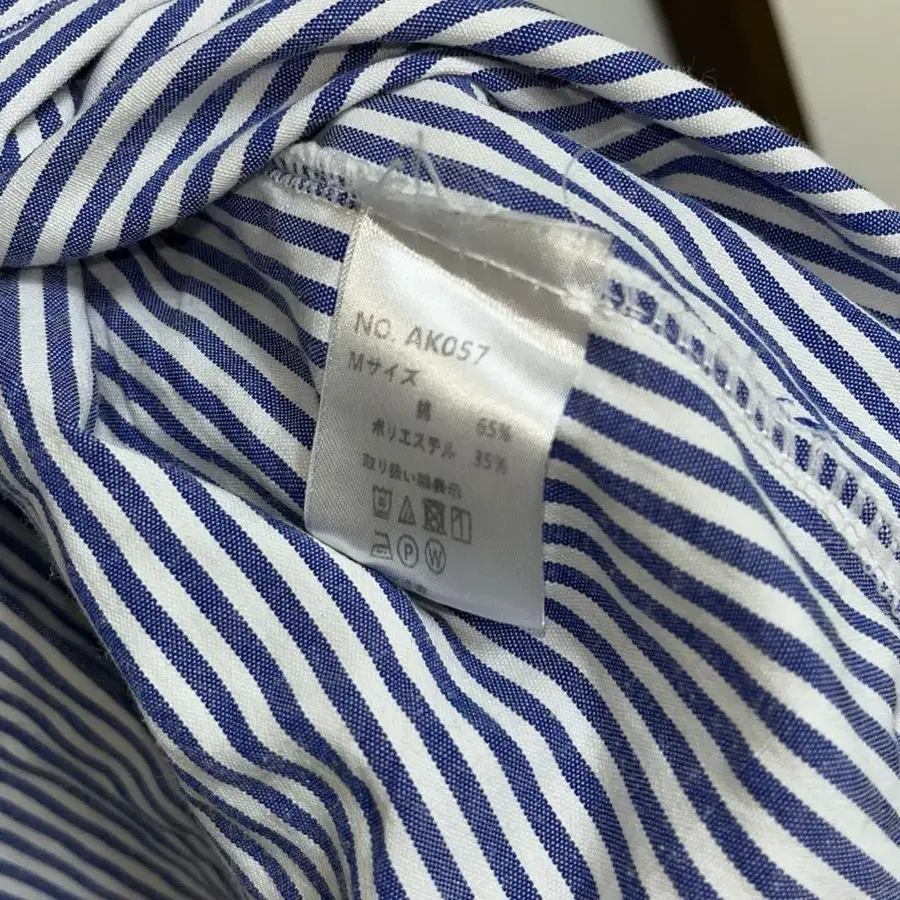 NO. AK057
Mサイズ
綿 65%
ポリエステル 35%
取り扱い絵表示
P W